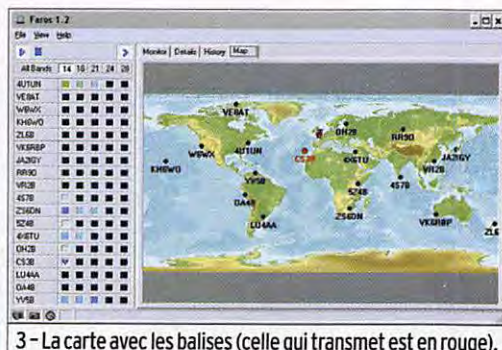 Faros 1.2
File View Help
Monitor Details History Map
All Bands 14 18 21 24 28
4U1UN
VE8AT
W6WX
KH6WO
ZL6B
VK6RBP
JA2IGY
RR9O
VR2B
4S7B
ZS6DN
5Z4B
4X6TU
OH2B
CS3B
LU4AA
OA4B
YV5B
VE8AT
OH2B
RR9O
W6WX
4U1UN
CS3B
4X6TU
JA2IGY
VR2B
KH6WO
YV5B
4S7B
5Z4B
OA4B
ZS6DN
VK6RBP
LU4AA
ZL6
3 – La carte avec les balises (celle qui transmet est en rouge).